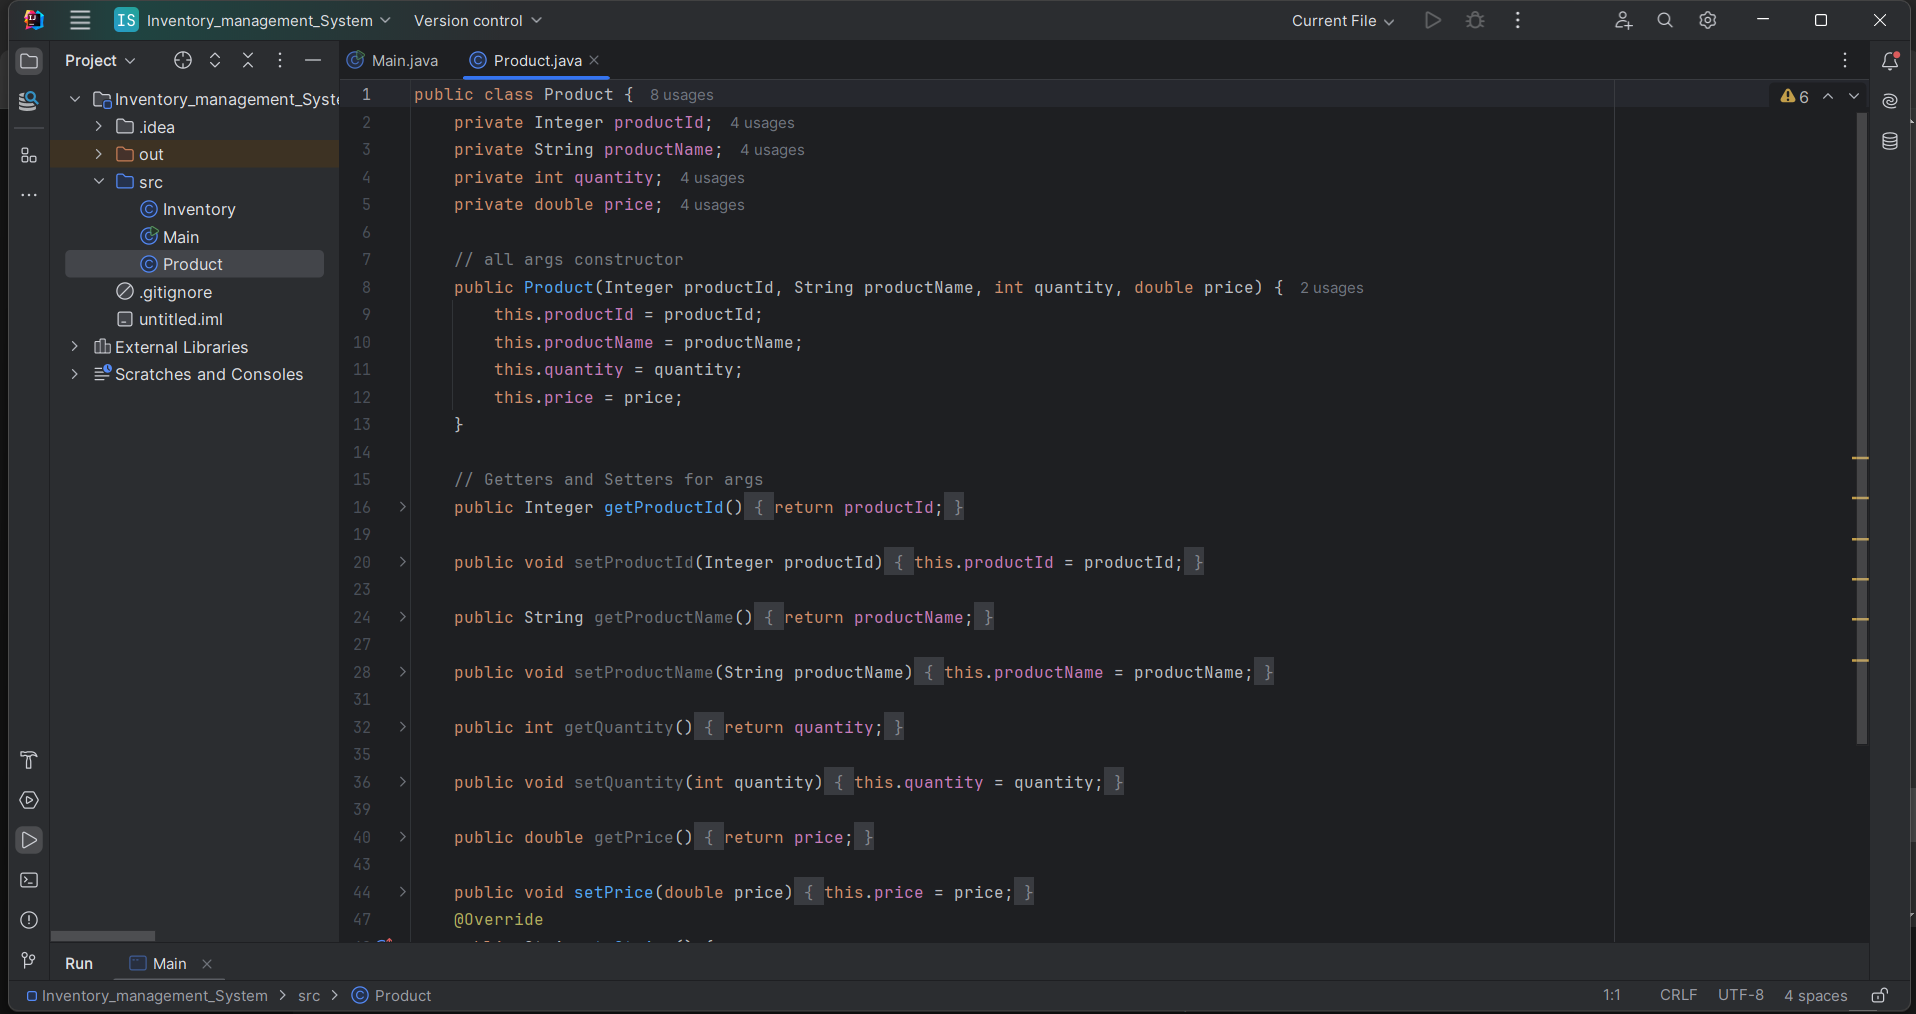 IS Inventory_management_System Version control Current File
Project
Main.java Product.java
Inventory_management_Syst
.idea
out
src
Inventory
Main
Product
.gitignore
untitled.iml
External Libraries
Scratches and Consoles
6
1 public class Product { 8 usages
2 private Integer productId; 4 usages
3 private String productName; 4 usages
4 private int quantity; 4 usages
5 private double price; 4 usages
6
7 // all args constructor
8 public Product(Integer productId, String productName, int quantity, double price) { 2 usages
9 this.productId = productId;
10 this.productName = productName;
11 this.quantity = quantity;
12 this.price = price;
13 }
14
15 // Getters and Setters for args
16 public Integer getProductId() { return productId; }
19
20 public void setProductId(Integer productId) { this.productId = productId; }
23
24 public String getProductName() { return productName; }
27
28 public void setProductName(String productName) { this.productName = productName; }
31
32 public int getQuantity() { return quantity; }
35
36 public void setQuantity(int quantity) { this.quantity = quantity; }
39
40 public double getPrice() { return price; }
43
44 public void setPrice(double price) { this.price = price; }
47 @Override
Run Main
Inventory_management_System > src > Product
1:1 CRLF UTF-8 4 spaces